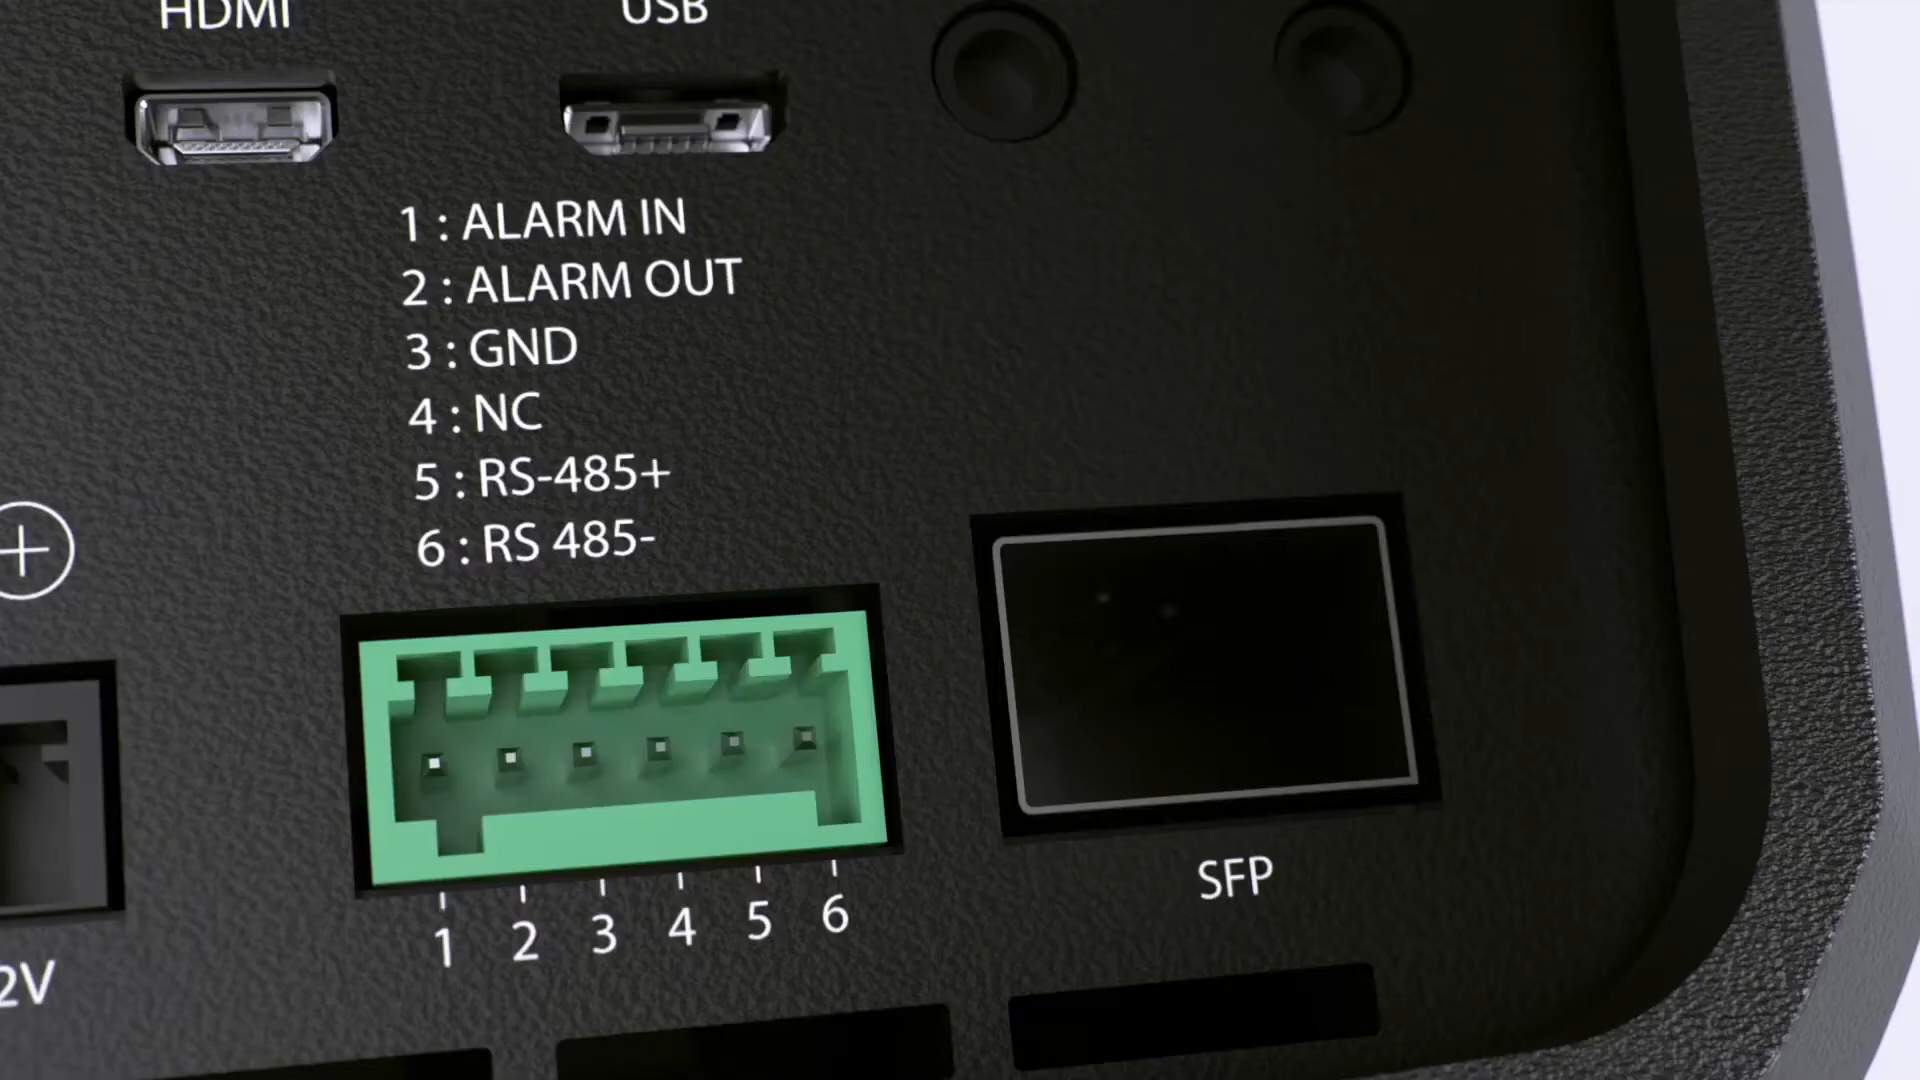 HDMI
USB
1 : ALARM IN
2 : ALARM OUT
3 : GND
4 : NC
5 : RS-485+
6 : RS 485-
1 2 3 4 5 6
SFP
2V